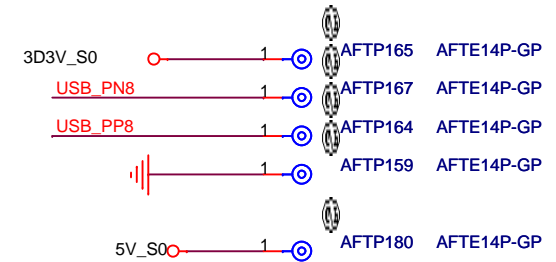 3D3V_S0 1 AFTP165 AFTE14P-GP
USB_PN8 1 AFTP167 AFTE14P-GP
USB_PP8 1 AFTP164 AFTE14P-GP
1 AFTP159 AFTE14P-GP
5V_S0 1 AFTP180 AFTE14P-GP